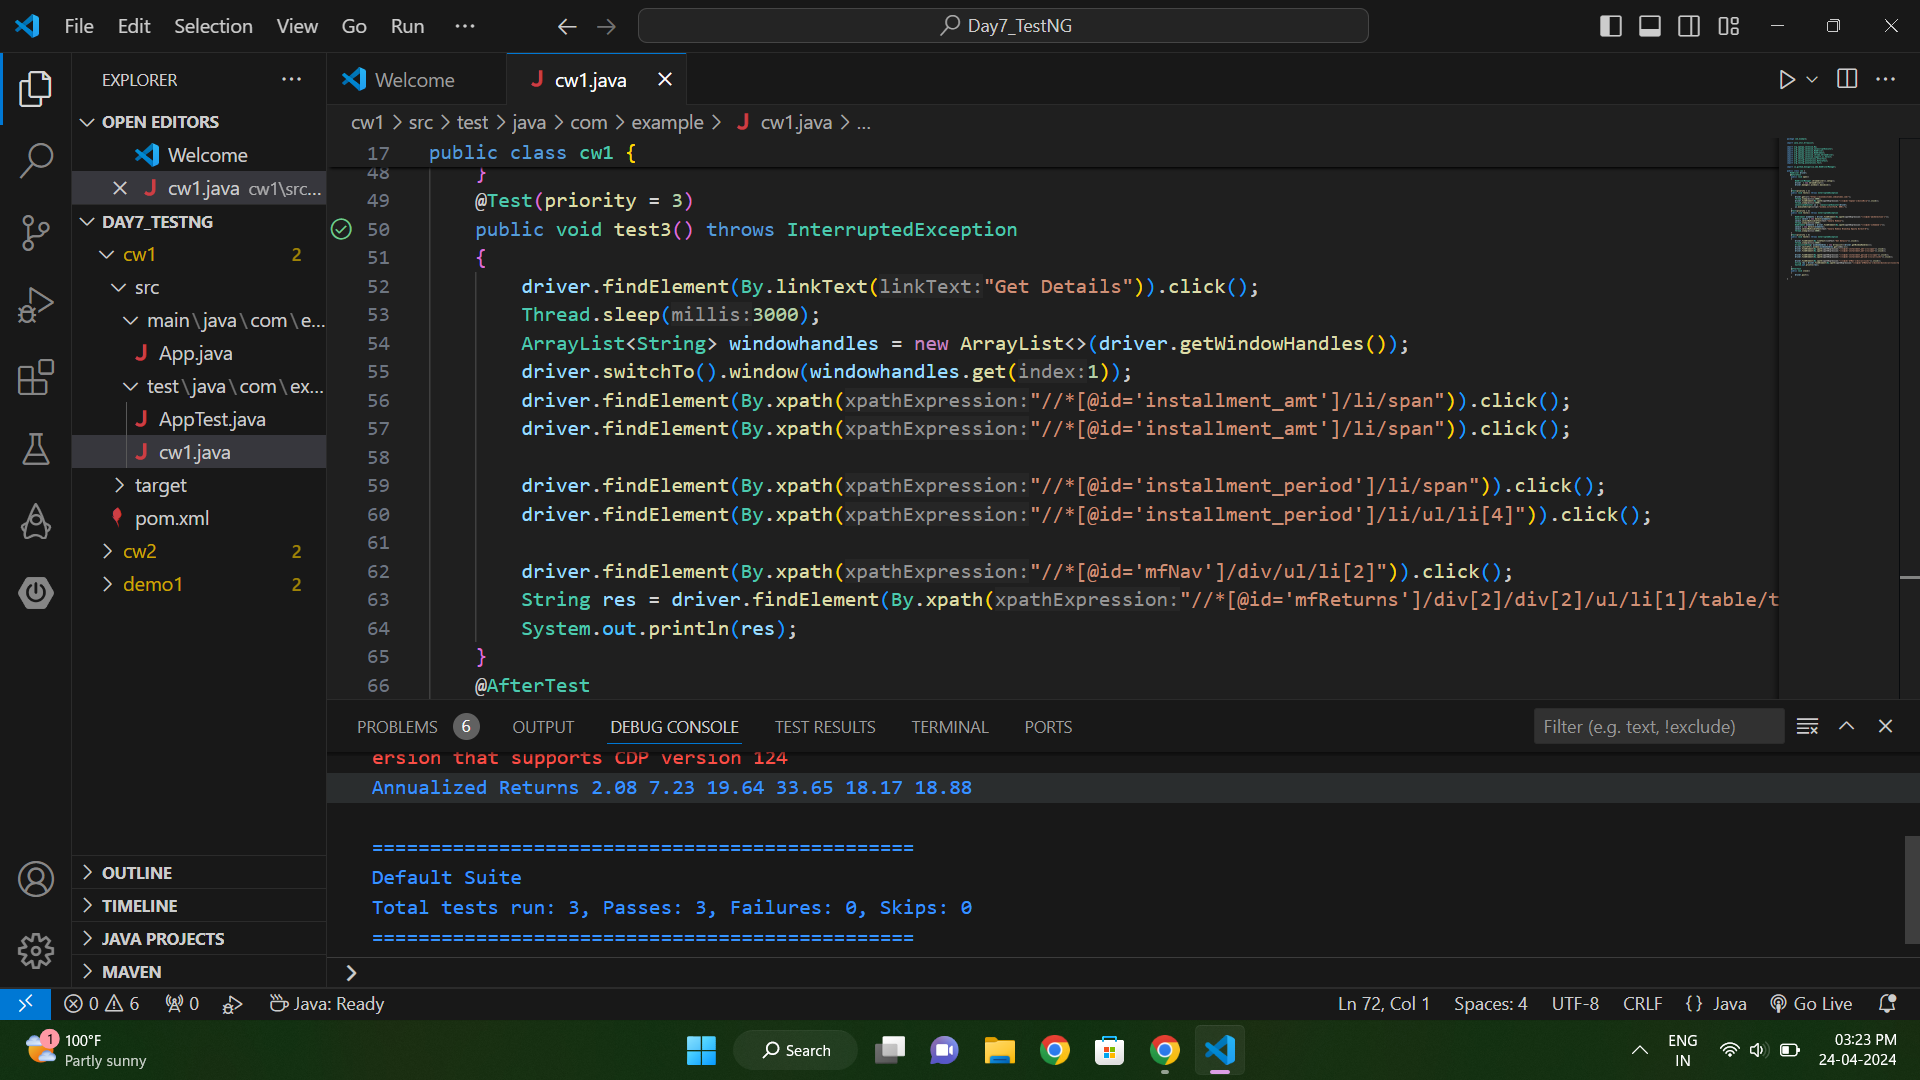 File Edit Selection View Go Run ...
Day7_TestNG
EXPLORER
OPEN EDITORS
Welcome
cw1.java cw1\src...
DAY7_TESTNG
cw1 2
src
main\java\com\e...
App.java
test\java\com\ex...
AppTest.java
cw1.java
target
pom.xml
cw2 2
demo1 2
OUTLINE
TIMELINE
JAVA PROJECTS
MAVEN
Welcome
cw1.java
cw1 > src > test > java > com > example > cw1.java > ...
17 public class cw1 {
48 }
49 @Test(priority = 3)
50 public void test3() throws InterruptedException
51 {
52 driver.findElement(By.linkText(linkText:"Get Details")).click();
53 Thread.sleep(millis:3000);
54 ArrayList<String> windowhandles = new ArrayList<>(driver.getWindowHandles());
55 driver.switchTo().window(windowhandles.get(index:1));
56 driver.findElement(By.xpath(xpathExpression:"//*[@id='installment_amt']/li/span")).click();
57 driver.findElement(By.xpath(xpathExpression:"//*[@id='installment_amt']/li/span")).click();
58
59 driver.findElement(By.xpath(xpathExpression:"//*[@id='installment_period']/li/span")).click();
60 driver.findElement(By.xpath(xpathExpression:"//*[@id='installment_period']/li/ul/li[4]")).click();
61
62 driver.findElement(By.xpath(xpathExpression:"//*[@id='mfNav']/div/ul/li[2]")).click();
63 String res = driver.findElement(By.xpath(xpathExpression:"//*[@id='mfReturns']/div[2]/div[2]/ul/li[1]/table/t
64 System.out.println(res);
65 }
66 @AfterTest
PROBLEMS 6 OUTPUT DEBUG CONSOLE TEST RESULTS TERMINAL PORTS
Filter (e.g. text, !exclude)
ersion that supports CDP version 124
Annualized Returns 2.08 7.23 19.64 33.65 18.17 18.88
===============================================
Default Suite
Total tests run: 3, Passes: 3, Failures: 0, Skips: 0
===============================================
0 6 0 Java: Ready
Ln 72, Col 1 Spaces: 4 UTF-8 CRLF {} Java Go Live
1
100°F
Partly sunny
Search
ENG
IN
03:23 PM
24-04-2024